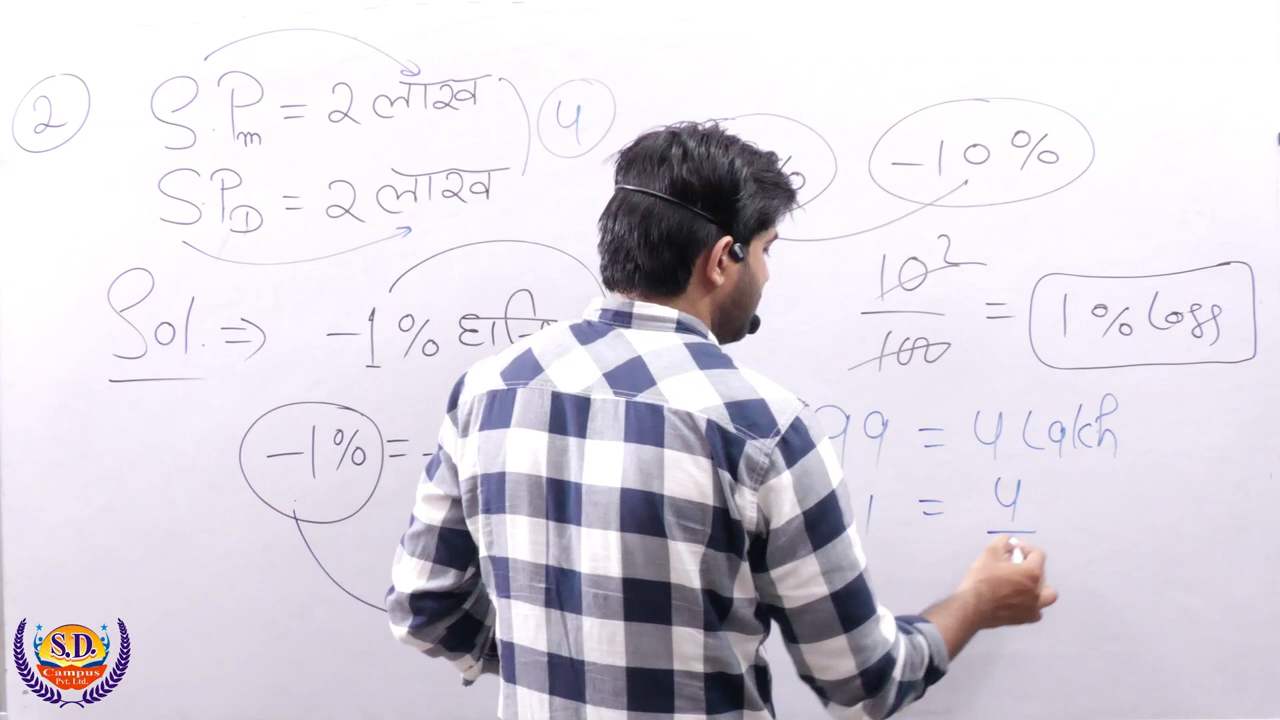 2 S.Pm = 2 लाख 4 % -10%
SPD = 2 लाख
10²
100 = 1% Loss
Sol. ⇒ -1% हानि
99 = 4 Lakh
-1% = -
1 = 4
S.D.
Campus
Pvt. Ltd.